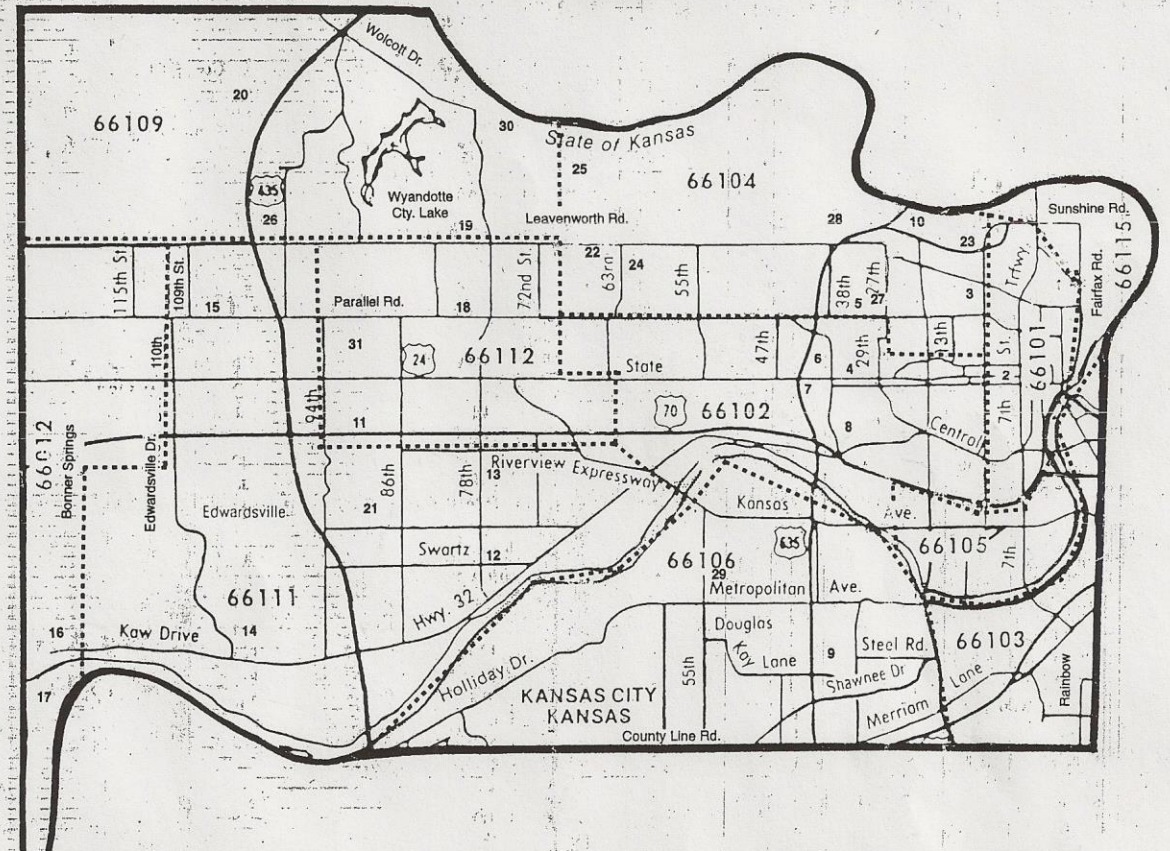 Wolcott Dr.
20
66109
30
State of Kansas
25
66104
435
Wyandotte
Cty. Lake
26
19
Leavenworth Rd.
28
10
Sunshine Rd.
23
66115
115th St
109th St.
15
Parallel Rd.
18
72nd St.
22
63rd
24
55th
38th
5
27th
27
3
Trfwy
Fairfax Rd.
110th
31
24
66112
State
47th
6
4
29th
13th
2
7th St.
66101
94th
11
70
66102
7
8
Central
66012
Bonner Springs
Edwardsville Dr.
Edwardsville
86th
78th
13
Riverview Expressway
21
Kansas
Ave.
Swartz
12
635
66106
29
66105
7th
Metropolitan
Ave.
66111
Hwy. 32
16
Kaw Drive
14
Douglas
Kay Lane
9
Steel Rd.
66103
Shawnee Dr
Merriam Lane
Rainbow
17
Holliday Dr.
55th
KANSAS CITY
KANSAS
County Line Rd.